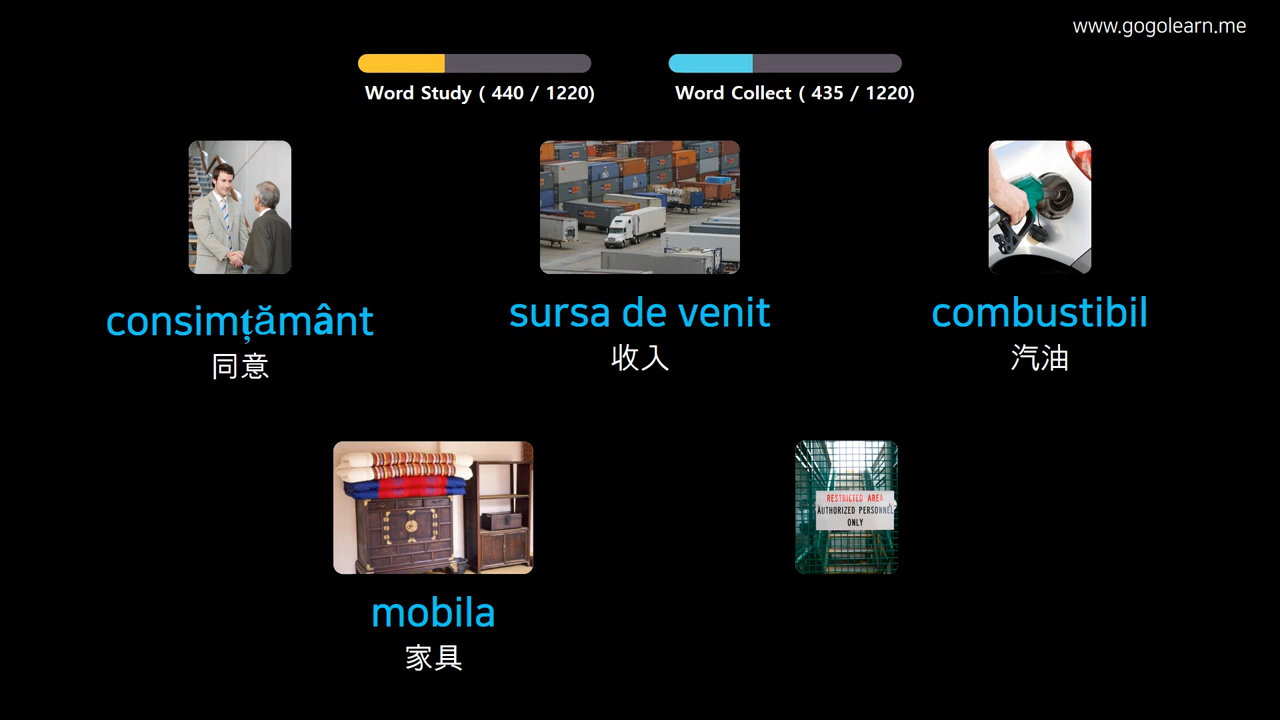 www.gogolearn.me
Word Study ( 440 / 1220)
Word Collect ( 435 / 1220)
consimțământ
同意
sursa de venit
收入
combustibil
汽油
mobila
家具
RESTRICTED AREA
AUTHORIZED PERSONNEL
ONLY